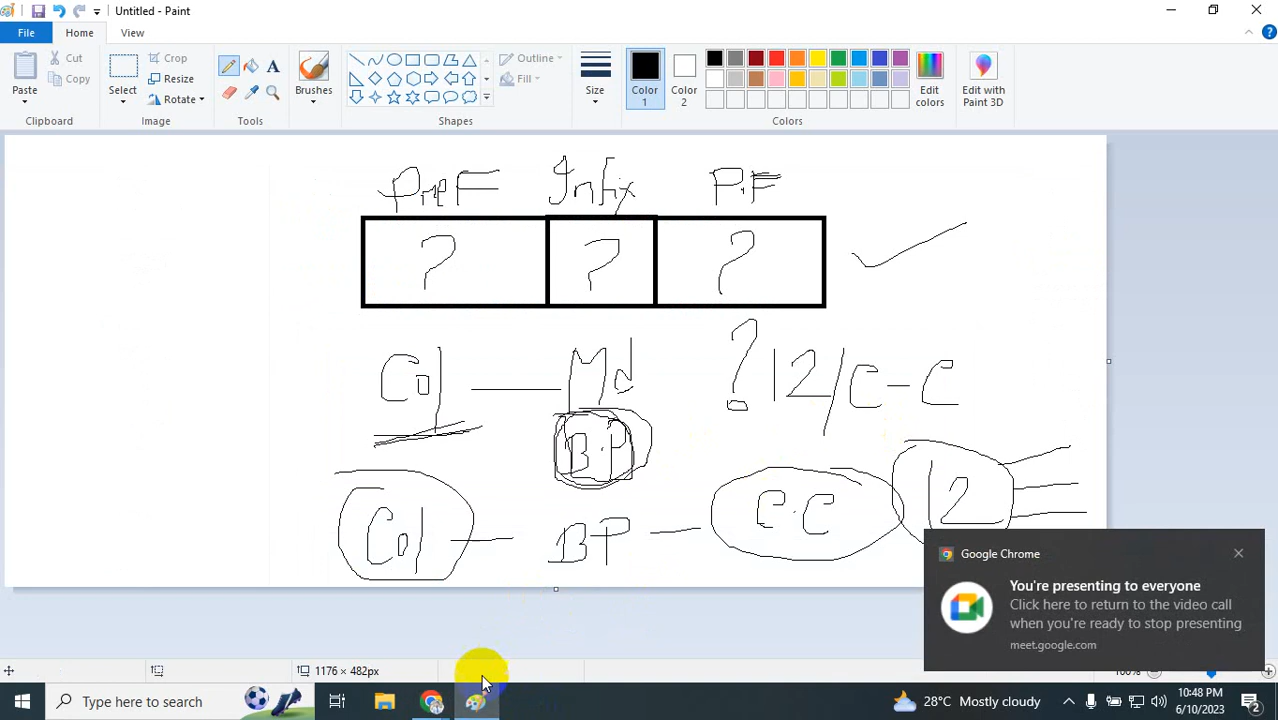 Untitled - Paint
File Home View
Paste Cut Copy Clipboard
Select Crop Resize Rotate Image
Tools
Brushes
Outline Fill Shapes
Size
Color 1 Color 2 Edit colors Colors
Edit with Paint 3D
PreF Infix P.F
? ? ?
Col Md ? 12/C-C
B.P
Col BP C.C 12
Google Chrome
You're presenting to everyone
Click here to return to the video call
when you're ready to stop presenting
meet.google.com
1176 × 482px 100%
Type here to search 28°C Mostly cloudy 10:48 PM
6/10/2023 2